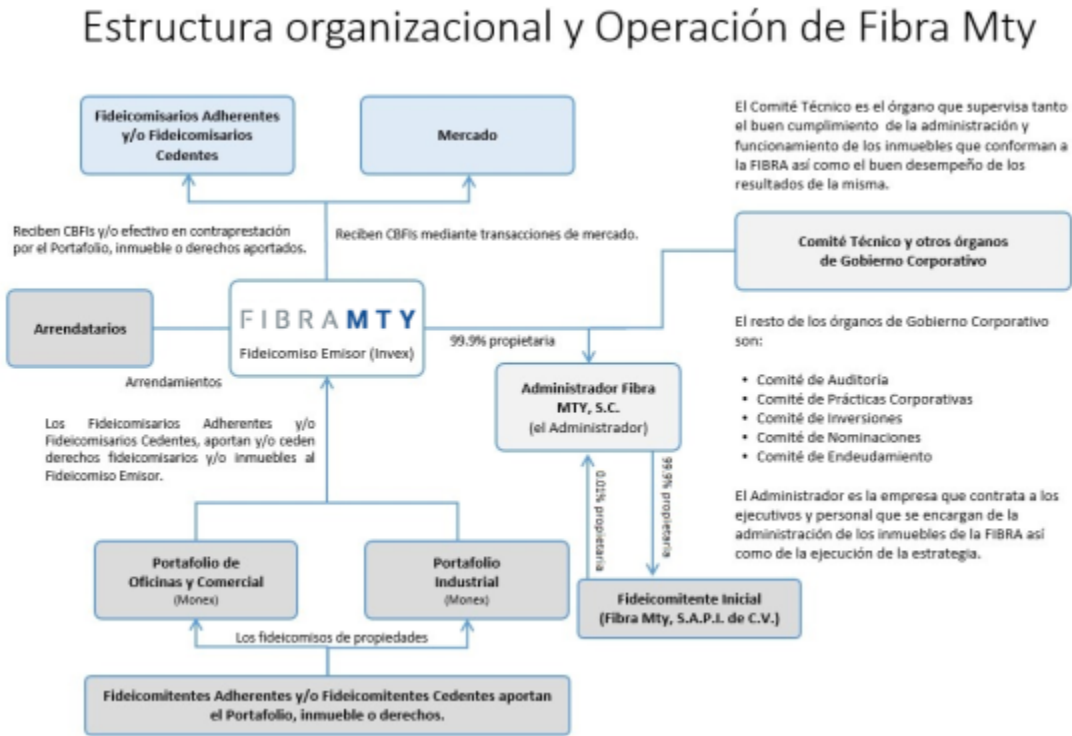 Estructura organizacional y Operación de Fibra Mty
Fideicomisarios Adherentes
y/o Fideicomisarios
Cedentes
Mercado
El Comité Técnico es el órgano que supervisa tanto
el buen cumplimiento de la administración y
funcionamiento de los inmuebles que conforman a
la FIBRA así como el buen desempeño de los
resultados de la misma.
Reciben CBFIs y/o efectivo en contraprestación
por el Portafolio, inmueble o derechos aportados.
Reciben CBFIs mediante transacciones de mercado.
Comité Técnico y otros órganos
de Gobierno Corporativo
Arrendatarios
FIBRAMTY
Fideicomiso Emisor (Invex)
99.9% propietaria
El resto de los órganos de Gobierno Corporativo
son:
• Comité de Auditoría
• Comité de Prácticas Corporativas
• Comité de Inversiones
• Comité de Nominaciones
• Comité de Endeudamiento
Arrendamientos
Administrador Fibra
MTY, S.C.
(el Administrador)
Los Fideicomisarios Adherentes y/o
Fideicomisarios Cedentes, aportan y/o ceden
derechos fideicomisarios y/o inmuebles al
Fideicomiso Emisor.
0.01% propietaria
99.9% propietaria
El Administrador es la empresa que contrata a los
ejecutivos y personal que se encargan de la
administración de los inmuebles de la FIBRA así
como de la ejecución de la estrategia.
Portafolio de
Oficinas y Comercial
(Monex)
Portafolio
Industrial
(Monex)
Fideicomitente Inicial
(Fibra Mty, S.A.P.I. de C.V.)
Los fideicomisos de propiedades
Fideicomitentes Adherentes y/o Fideicomitentes Cedentes aportan
el Portafolio, inmueble o derechos.